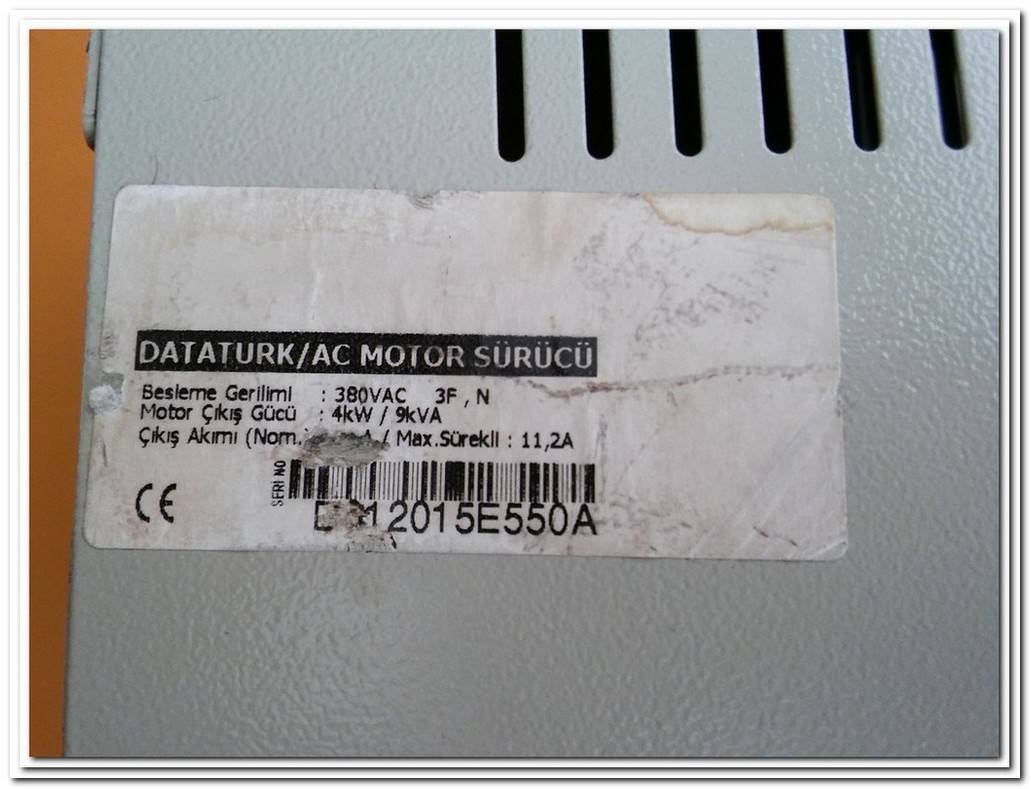 DATATURK/AC MOTOR SÜRÜCÜ
Besleme Gerilimi : 380VAC 3F , N
Motor Çıkış Gücü : 4kW / 9kVA
Çıkış Akımı (Nom.) / Max.Sürekli : 11,2A
SERI NO
CE